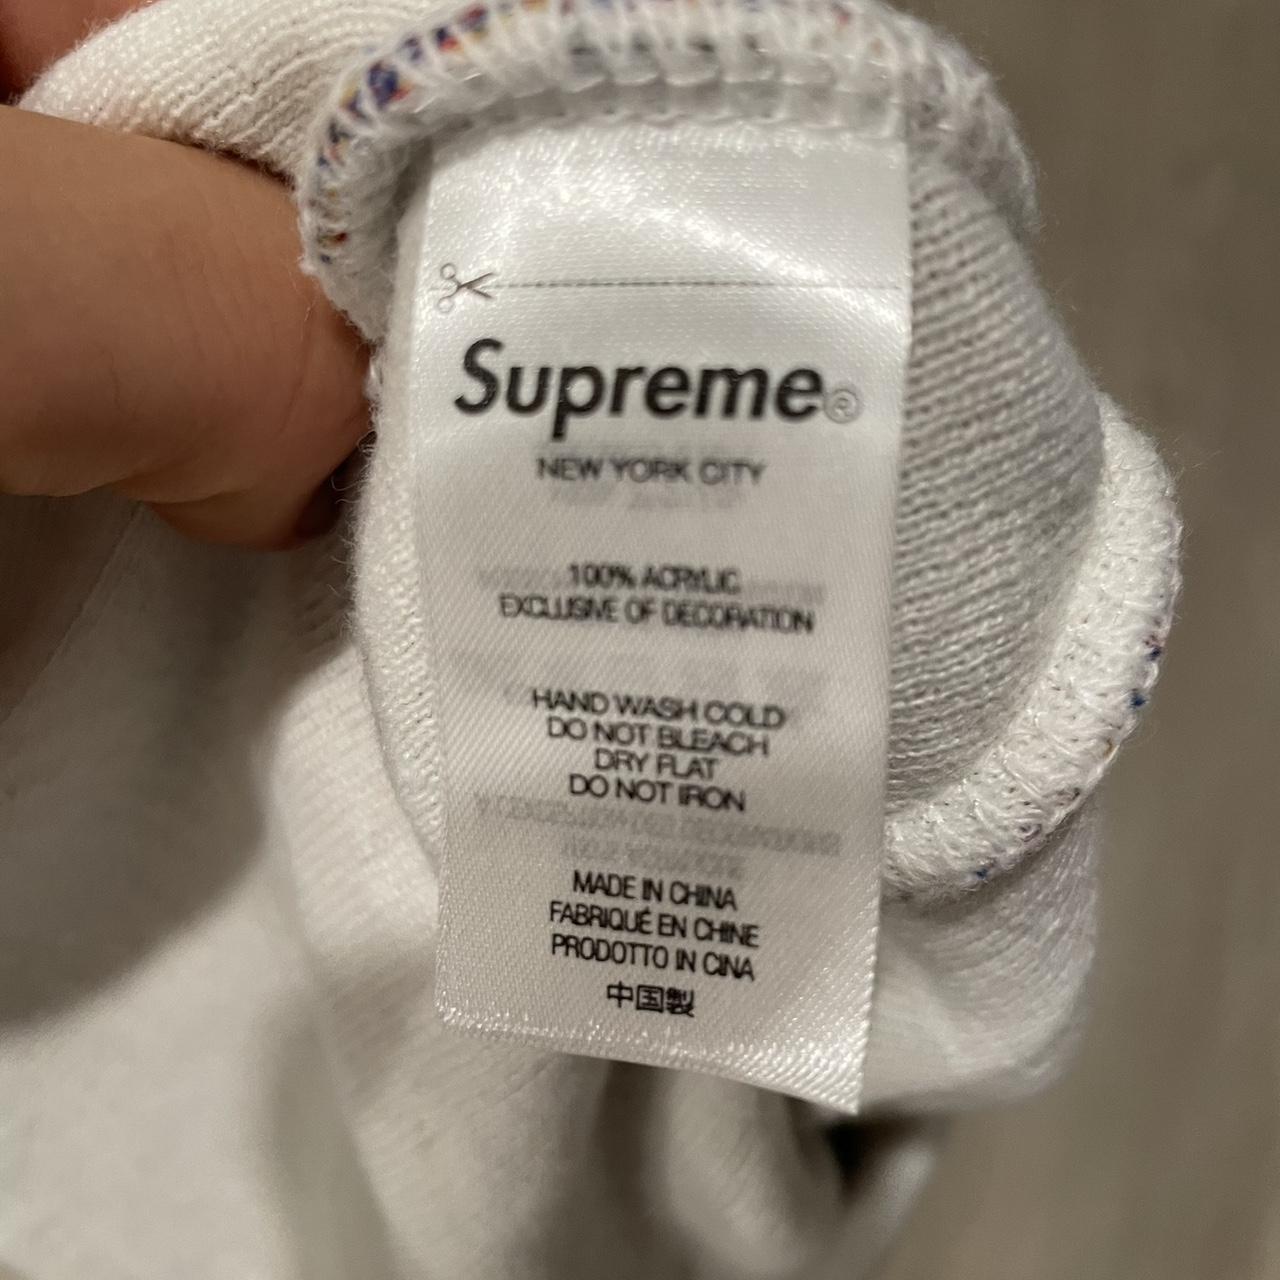 Supreme®
NEW YORK CITY
100% ACRYLIC
EXCLUSIVE OF DECORATION
HAND WASH COLD
DO NOT BLEACH
DRY FLAT
DO NOT IRON
MADE IN CHINA
FABRIQUÉ EN CHINE
PRODOTTO IN CINA
中国製